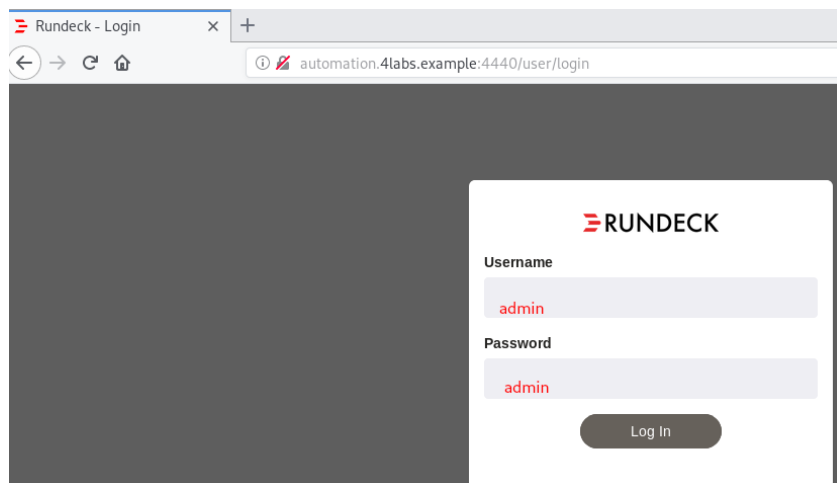 Rundeck - Login
automation.4labs.example:4440/user/login
RUNDECK
Username
admin
Password
admin
Log In